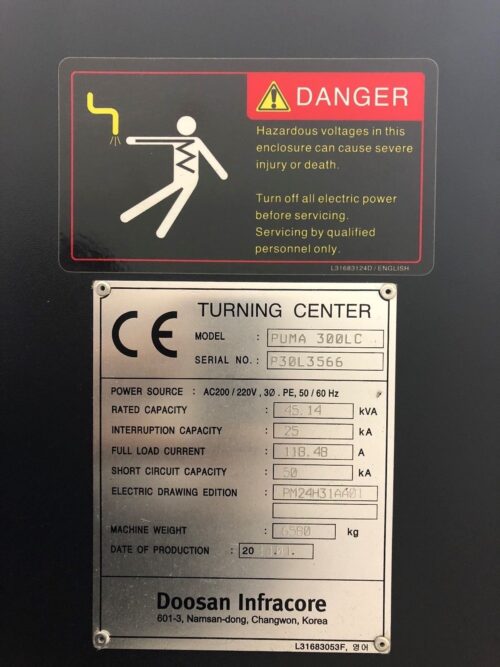 DANGER
Hazardous voltages in this
enclosure can cause severe
injury or death.
Turn off all electric power
before servicing.
Servicing by qualified
personnel only.
L31683124D / ENGLISH
CE TURNING CENTER
MODEL : PUMA 300LC
SERIAL NO. : P30L3566
POWER SOURCE : AC200 / 220V , 3Ø . PE, 50 / 60 Hz
RATED CAPACITY : 45.14 kVA
INTERRUPTION CAPACITY : 25 kA
FULL LOAD CURRENT : 118.48 A
SHORT CIRCUIT CAPACITY : 50 kA
ELECTRIC DRAWING EDITION : PM24H31AA01
MACHINE WEIGHT : 6580 kg
DATE OF PRODUCTION : 20
Doosan Infracore
601-3, Namsan-dong, Changwon, Korea
L31683053F, 영어